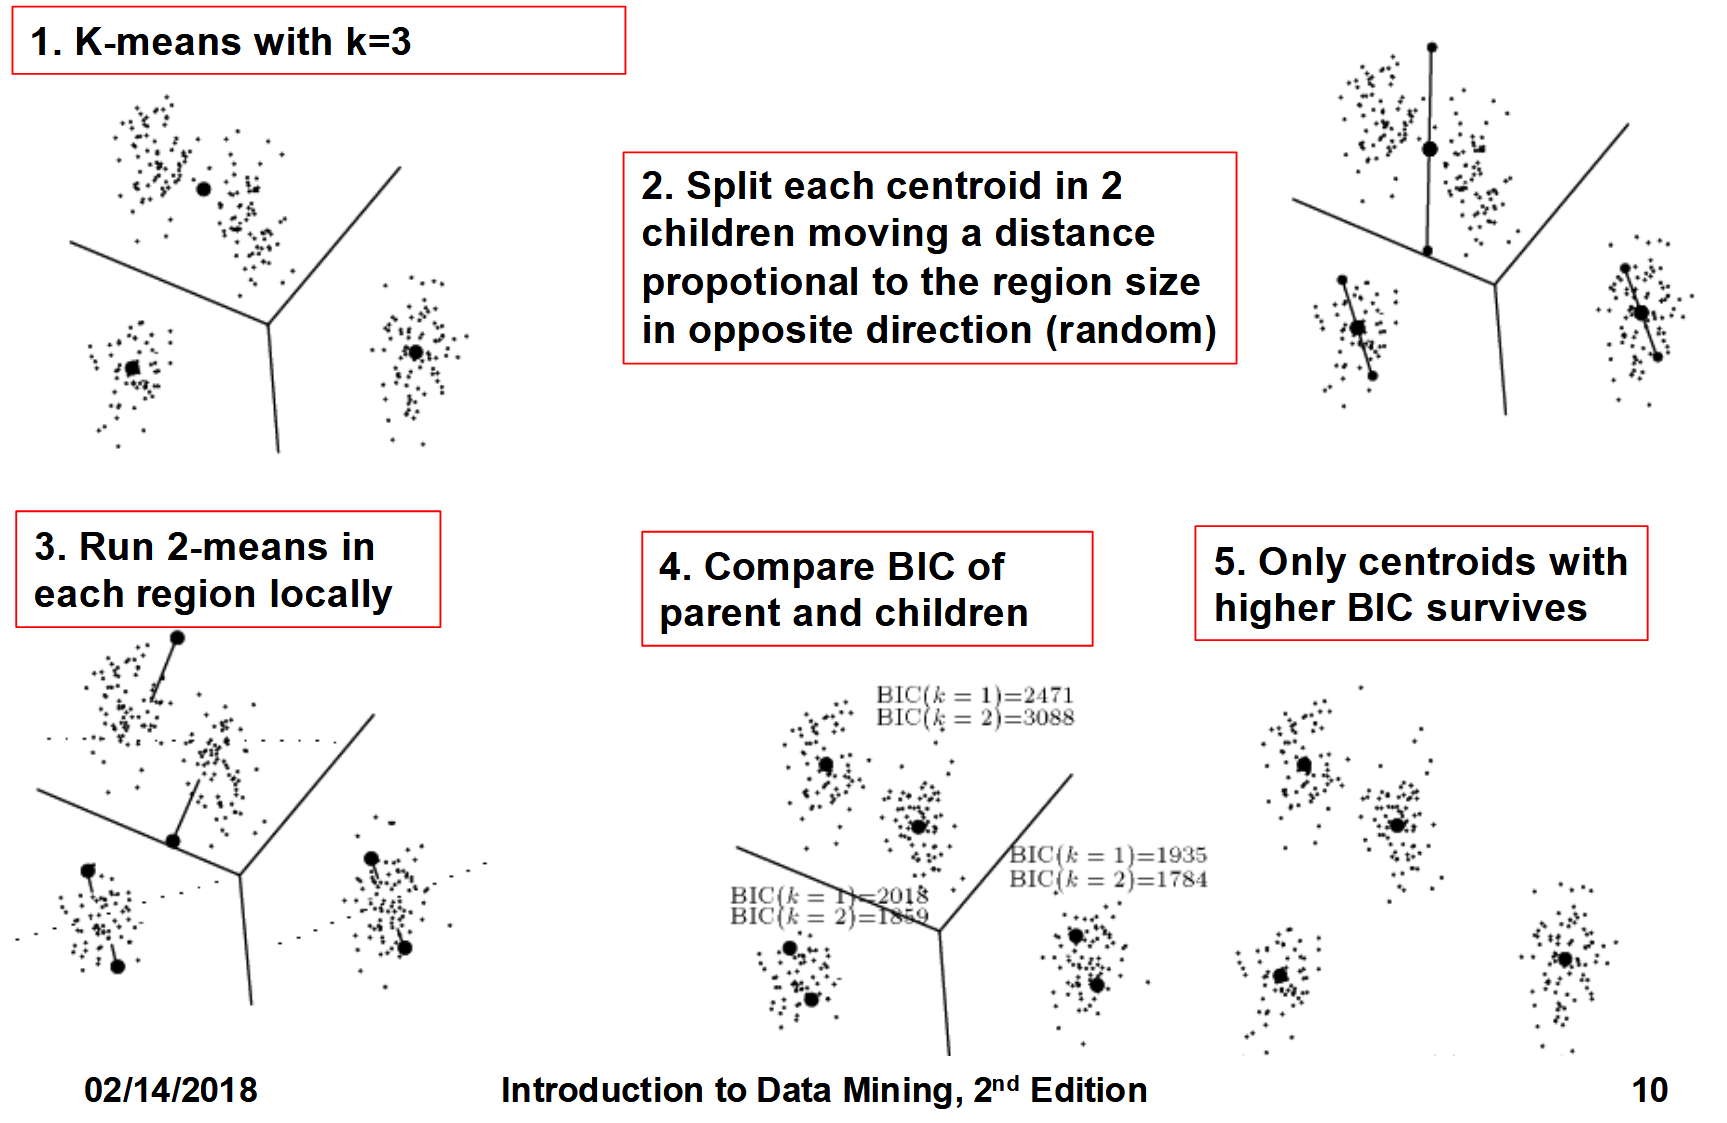 1. K-means with k=3
2. Split each centroid in 2
children moving a distance
propotional to the region size
in opposite direction (random)
3. Run 2-means in
each region locally
4. Compare BIC of
parent and children
5. Only centroids with
higher BIC survives
BIC(k = 1)=2471
BIC(k = 2)=3088
BIC(k = 1)=1935
BIC(k = 2)=1784
BIC(k = 1)=2018
BIC(k = 2)=1859
02/14/2018
Introduction to Data Mining, 2nd Edition
10